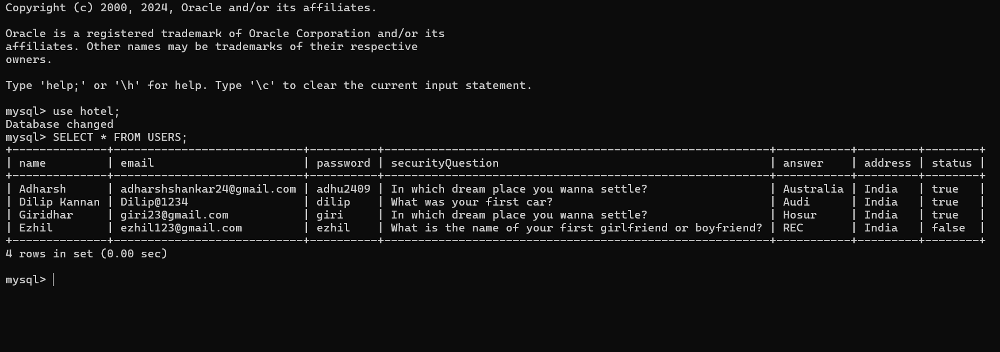 Copyright (c) 2000, 2024, Oracle and/or its affiliates.
Oracle is a registered trademark of Oracle Corporation and/or its
affiliates. Other names may be trademarks of their respective
owners.
Type 'help;' or '\h' for help. Type '\c' to clear the current input statement.
mysql> use hotel;
Database changed
mysql> SELECT * FROM USERS;
+--------------+----------------------------+----------+---------------------------------------------------------+-----------+---------+--------+
| name         | email                      | password | securityQuestion                                        | answer    | address | status |
+--------------+----------------------------+----------+---------------------------------------------------------+-----------+---------+--------+
| Adharsh      | adharshshankar24@gmail.com | adhu2409 | In which dream place you wanna settle?                  | Australia | India   | true   |
| Dilip Kannan | Dilip@1234                 | dilip    | What was your first car?                                | Audi      | India   | true   |
| Giridhar     | giri23@gmail.com           | giri     | In which dream place you wanna settle?                  | Hosur     | India   | true   |
| Ezhil        | ezhil123@gmail.com         | ezhil    | What is the name of your first girlfriend or boyfriend? | REC       | India   | false  |
+--------------+----------------------------+----------+---------------------------------------------------------+-----------+---------+--------+
4 rows in set (0.00 sec)
mysql>